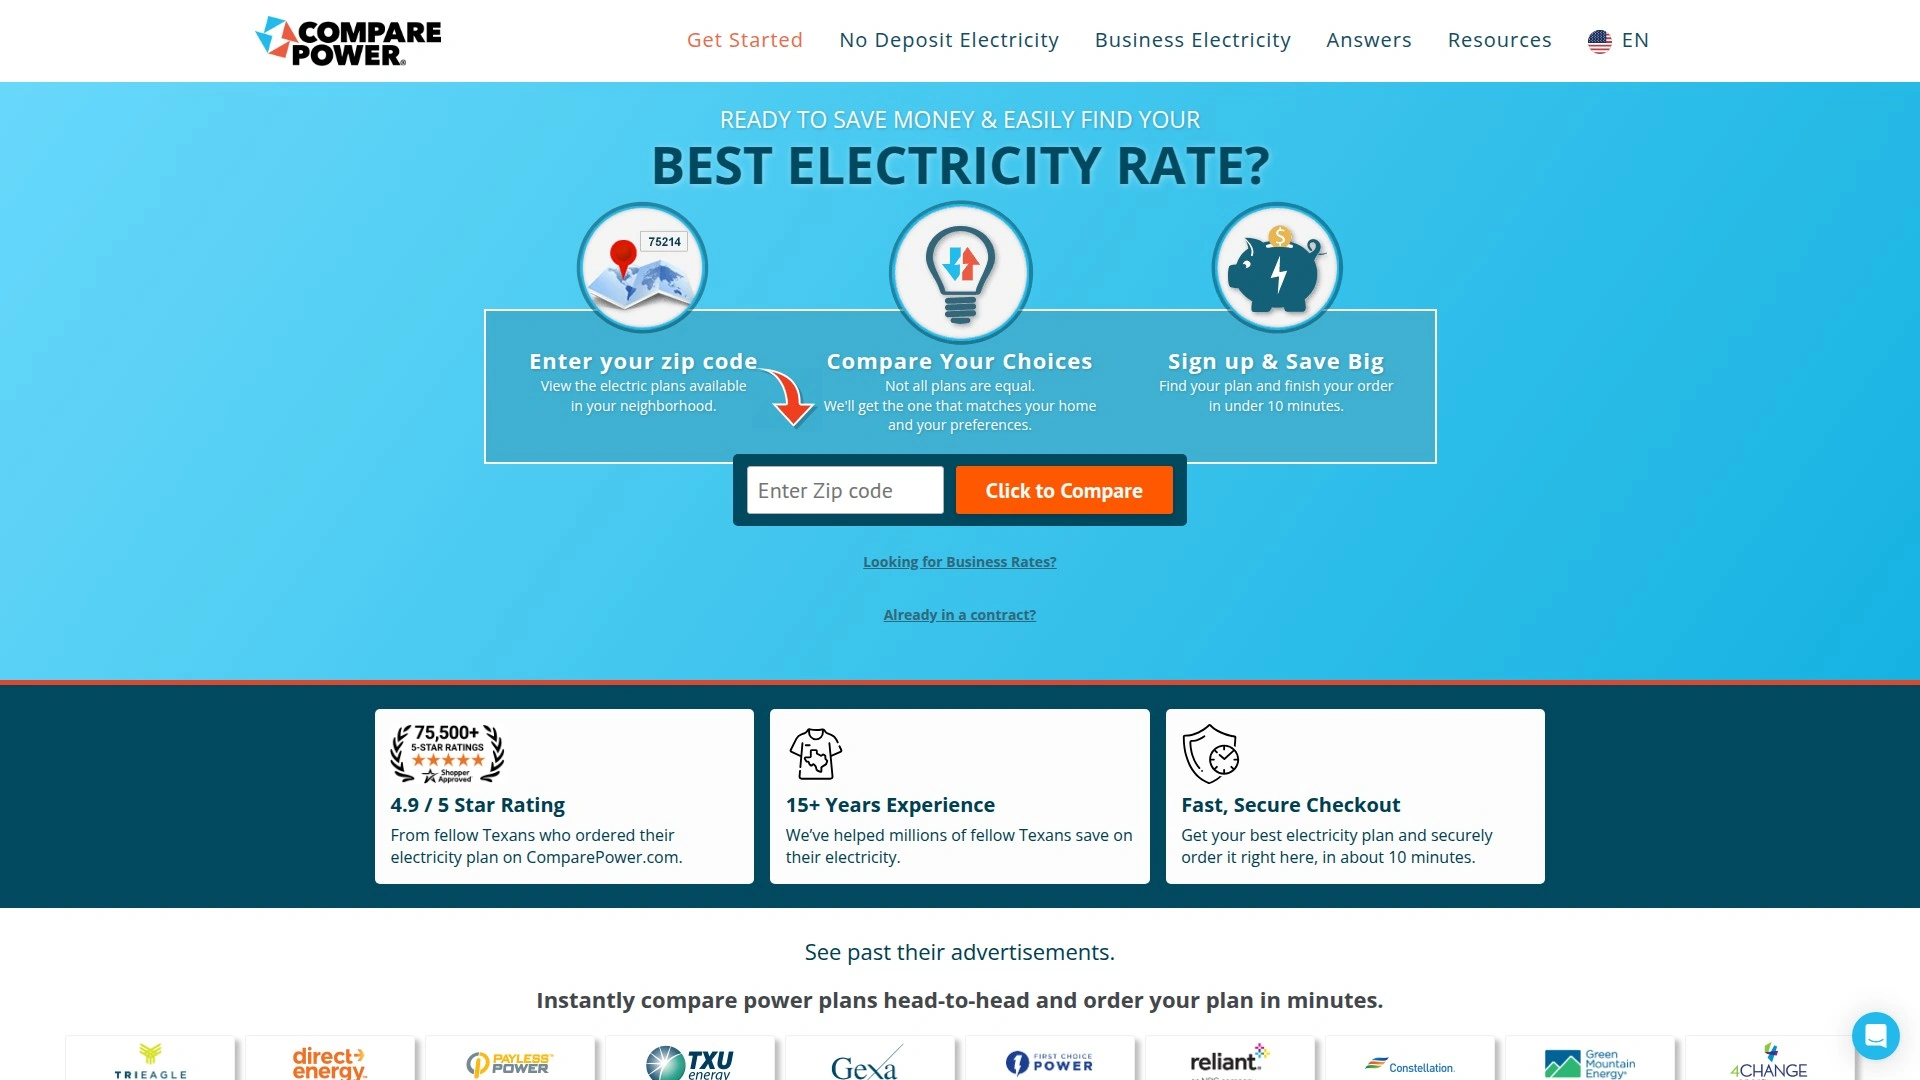 COMPARE
POWER®
Get Started
No Deposit Electricity
Business Electricity
Answers
Resources
EN
READY TO SAVE MONEY & EASILY FIND YOUR
BEST ELECTRICITY RATE?
75214
$
Enter your zip code
View the electric plans available
in your neighborhood.
Compare Your Choices
Not all plans are equal.
We'll get the one that matches your home
and your preferences.
Sign up & Save Big
Find your plan and finish your order
in under 10 minutes.
Enter Zip code
Click to Compare
Looking for Business Rates?
Already in a contract?
75,500+
5-STAR RATINGS
Shopper
Approved
4.9 / 5 Star Rating
From fellow Texans who ordered their
electricity plan on ComparePower.com.
15+ Years Experience
We’ve helped millions of fellow Texans save on
their electricity.
Fast, Secure Checkout
Get your best electricity plan and securely
order it right here, in about 10 minutes.
See past their advertisements.
Instantly compare power plans head-to-head and order your plan in minutes.
TRIEAGLE
direct
energy
PAYLESS
POWER
TXU
energy
Gexa
FIRST CHOICE
POWER
reliant
Constellation
Green
Mountain
Energy
4CHANGE